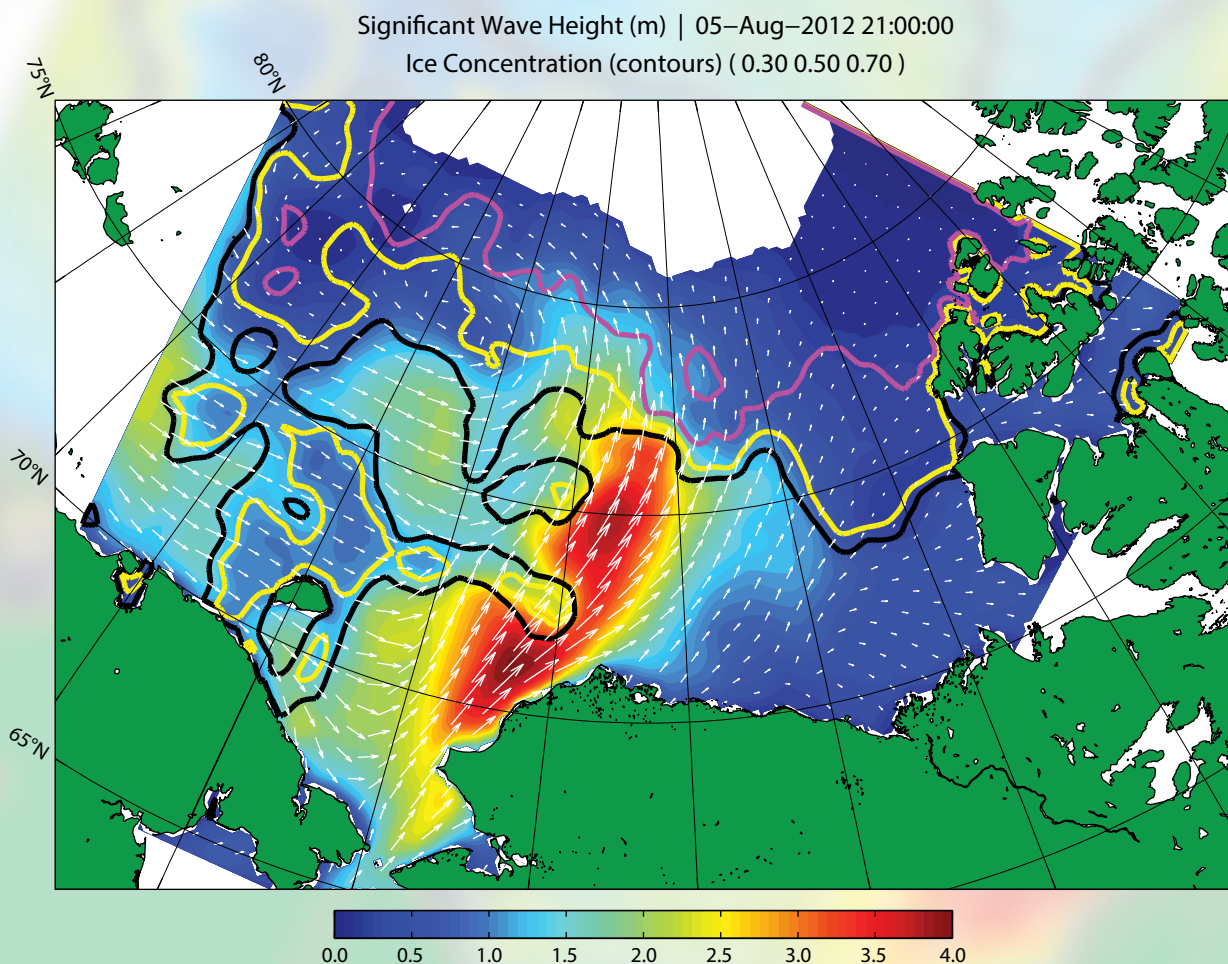 Significant Wave Height (m) | 05−Aug−2012 21:00:00
Ice Concentration (contours) ( 0.30 0.50 0.70 )
75°N
80°N
70°N
65°N
0.0 0.5 1.0 1.5 2.0 2.5 3.0 3.5 4.0